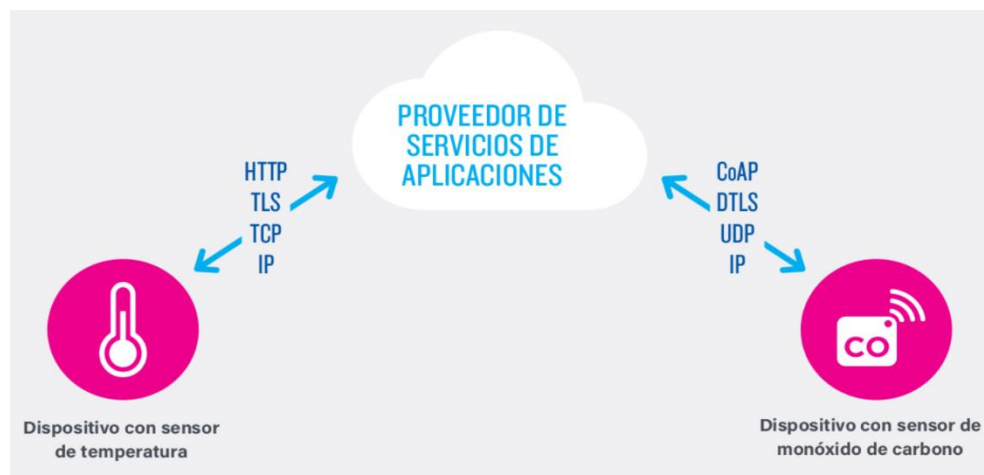 PROVEEDOR DE
SERVICIOS DE
APLICACIONES
HTTP
TLS
TCP
IP
CoAP
DTLS
UDP
IP
CO
Dispositivo con sensor
de temperatura
Dispositivo con sensor de
monóxido de carbono